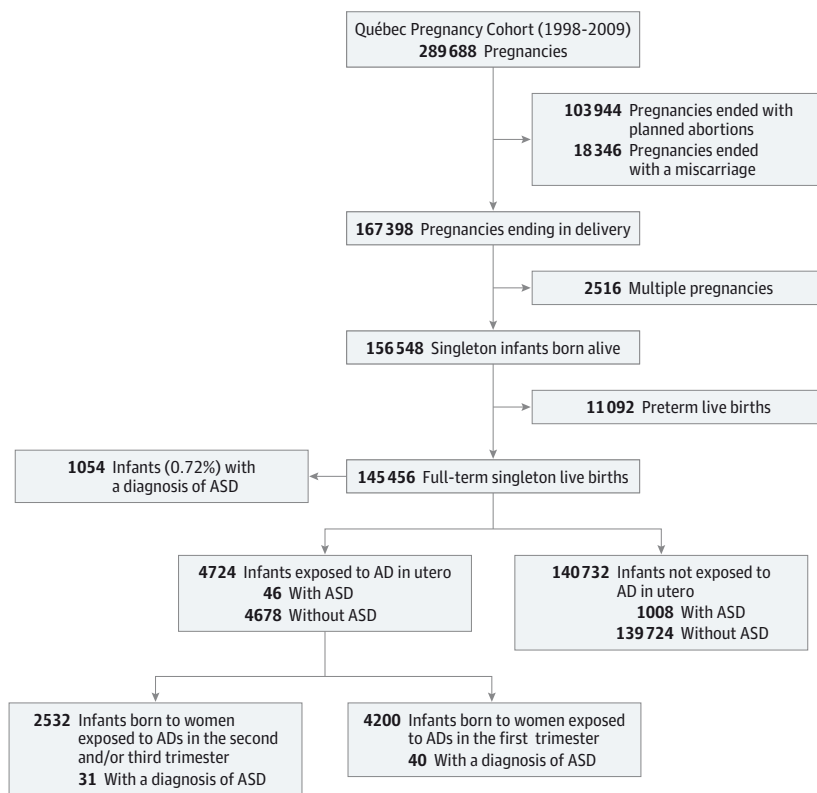 Québec Pregnancy Cohort (1998-2009)
289688 Pregnancies
103944 Pregnancies ended with
planned abortions
18346 Pregnancies ended
with a miscarriage
167398 Pregnancies ending in delivery
2516 Multiple pregnancies
156548 Singleton infants born alive
11092 Preterm live births
1054 Infants (0.72%) with
a diagnosis of ASD
145456 Full-term singleton live births
4724 Infants exposed to AD in utero
46 With ASD
4678 Without ASD
140732 Infants not exposed to
AD in utero
1008 With ASD
139724 Without ASD
2532 Infants born to women
exposed to ADs in the second
and/or third trimester
31 With a diagnosis of ASD
4200 Infants born to women exposed
to ADs in the first trimester
40 With a diagnosis of ASD